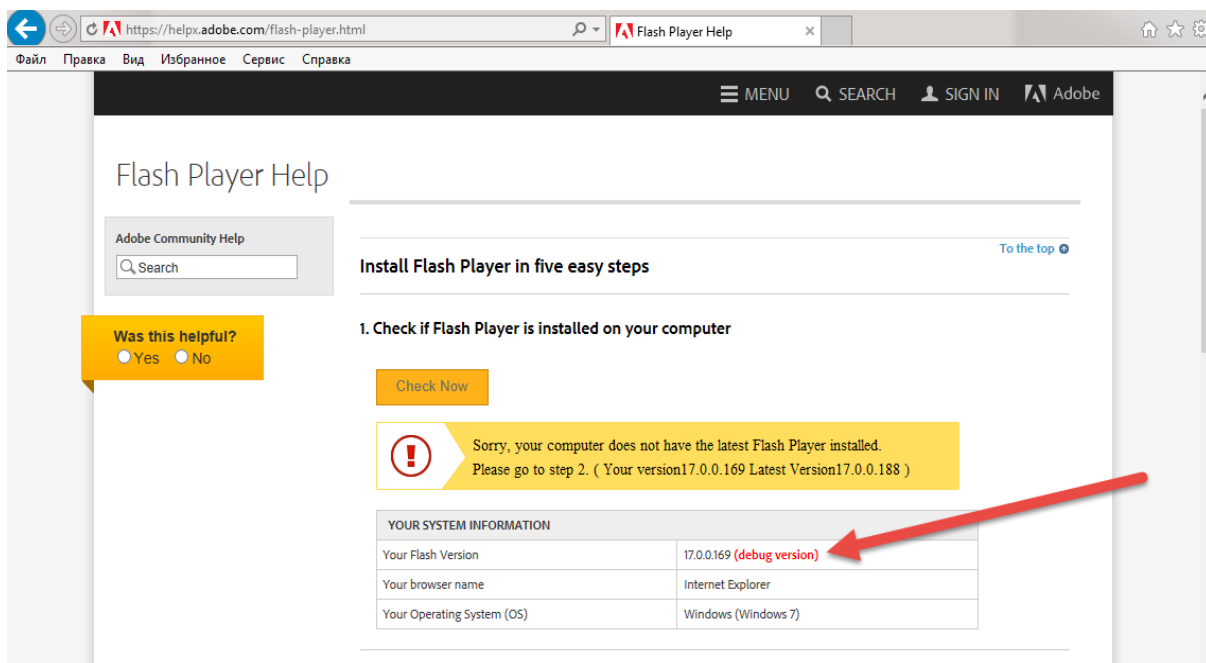 https://helpx.adobe.com/flash-player.html
Flash Player Help
Файл Правка Вид Избранное Сервис Справка
MENU SEARCH SIGN IN Adobe
Flash Player Help
Adobe Community Help
Search
To the top
Install Flash Player in five easy steps
Was this helpful?
Yes No
1. Check if Flash Player is installed on your computer
Check Now
Sorry, your computer does not have the latest Flash Player installed.
Please go to step 2. ( Your version17.0.0.169 Latest Version17.0.0.188 )
YOUR SYSTEM INFORMATION
Your Flash Version 17.0.0.169 (debug version)
Your browser name Internet Explorer
Your Operating System (OS) Windows (Windows 7)